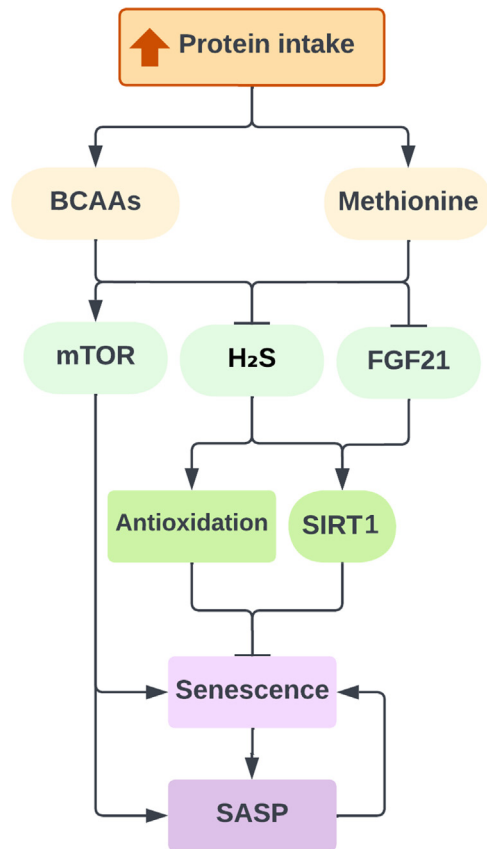 Protein intake
BCAAs
Methionine
mTOR
H₂S
FGF21
Antioxidation
SIRT1
Senescence
SASP